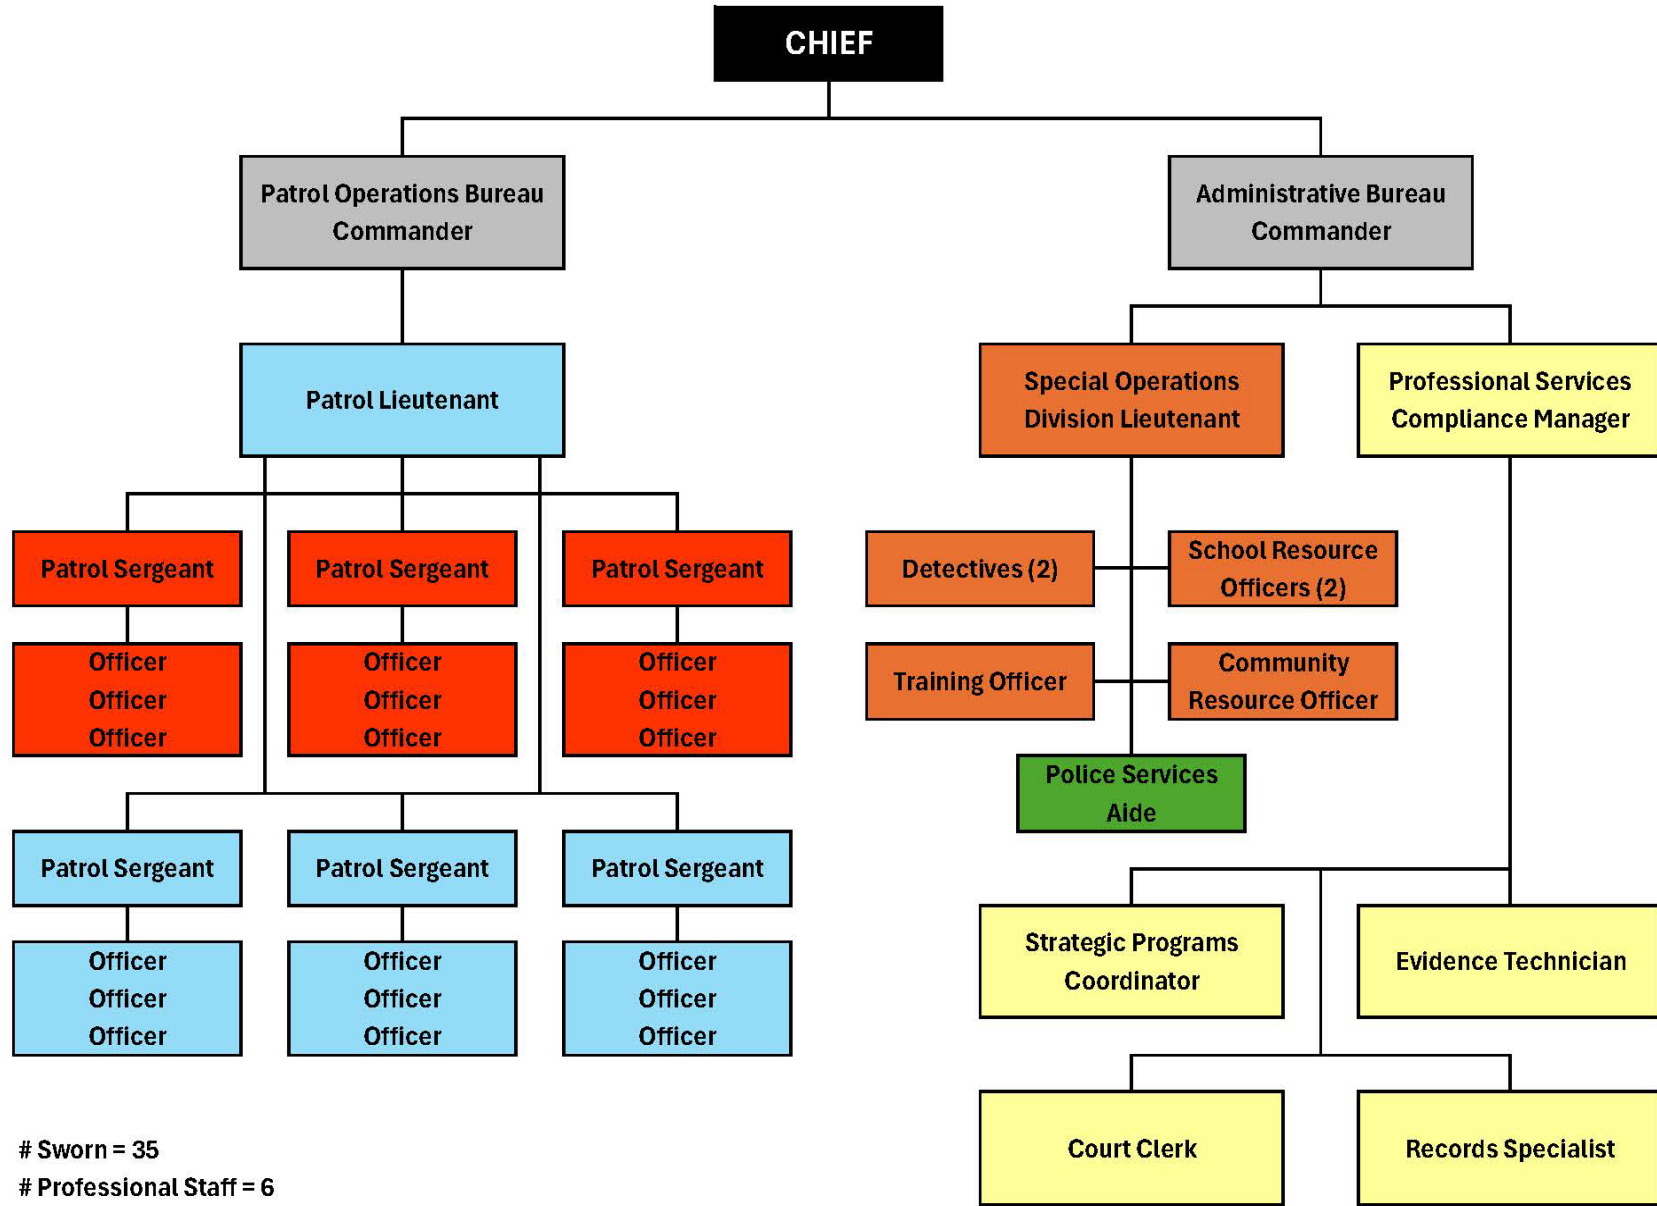 CHIEF
Patrol Operations Bureau
Commander
Administrative Bureau
Commander
Patrol Lieutenant
Special Operations
Division Lieutenant
Professional Services
Compliance Manager
Patrol Sergeant
Patrol Sergeant
Patrol Sergeant
Officer
Officer
Officer
Officer
Officer
Officer
Officer
Officer
Officer
Detectives (2)
School Resource
Officers (2)
Training Officer
Community
Resource Officer
Police Services
Aide
Patrol Sergeant
Patrol Sergeant
Patrol Sergeant
Officer
Officer
Officer
Officer
Officer
Officer
Officer
Officer
Officer
Strategic Programs
Coordinator
Evidence Technician
Court Clerk
Records Specialist
# Sworn = 35
# Professional Staff = 6